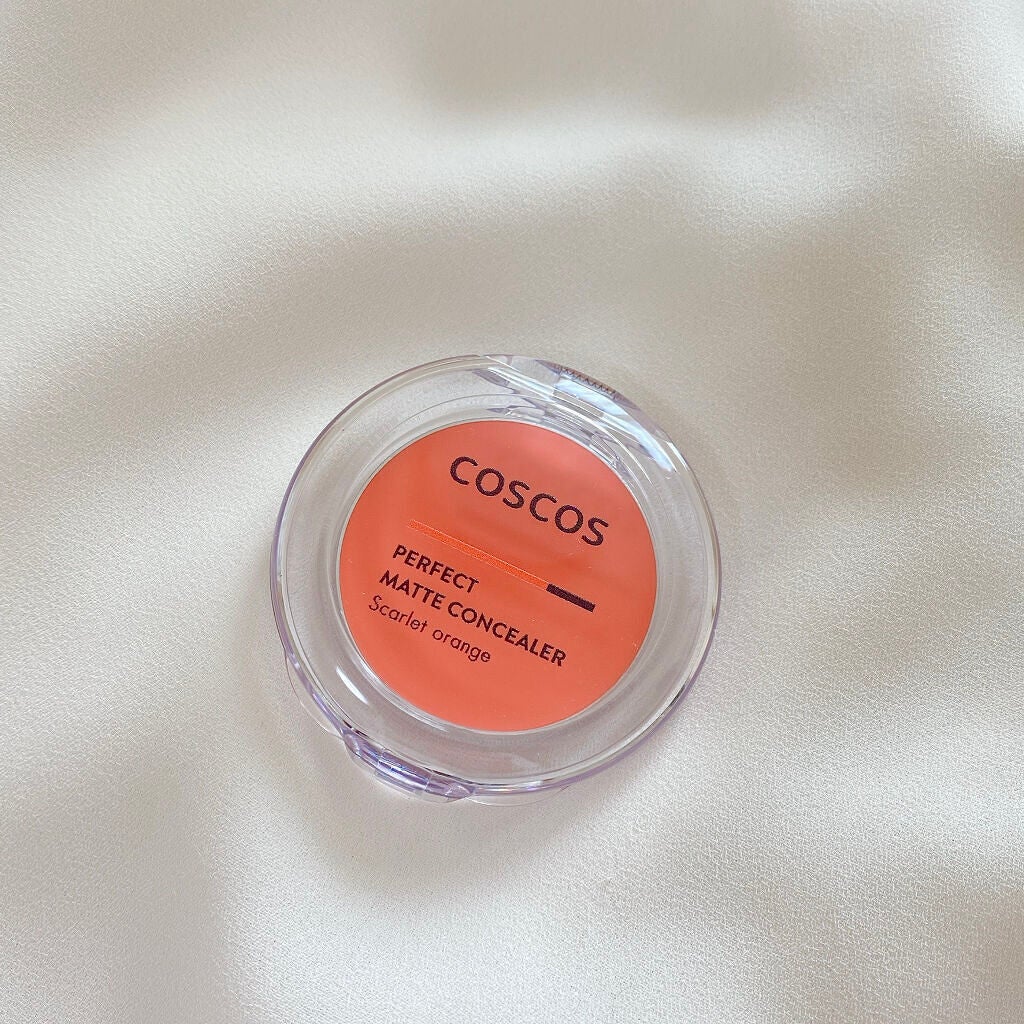 COSCOS
PERFECT
MATTE CONCEALER
Scarlet orange